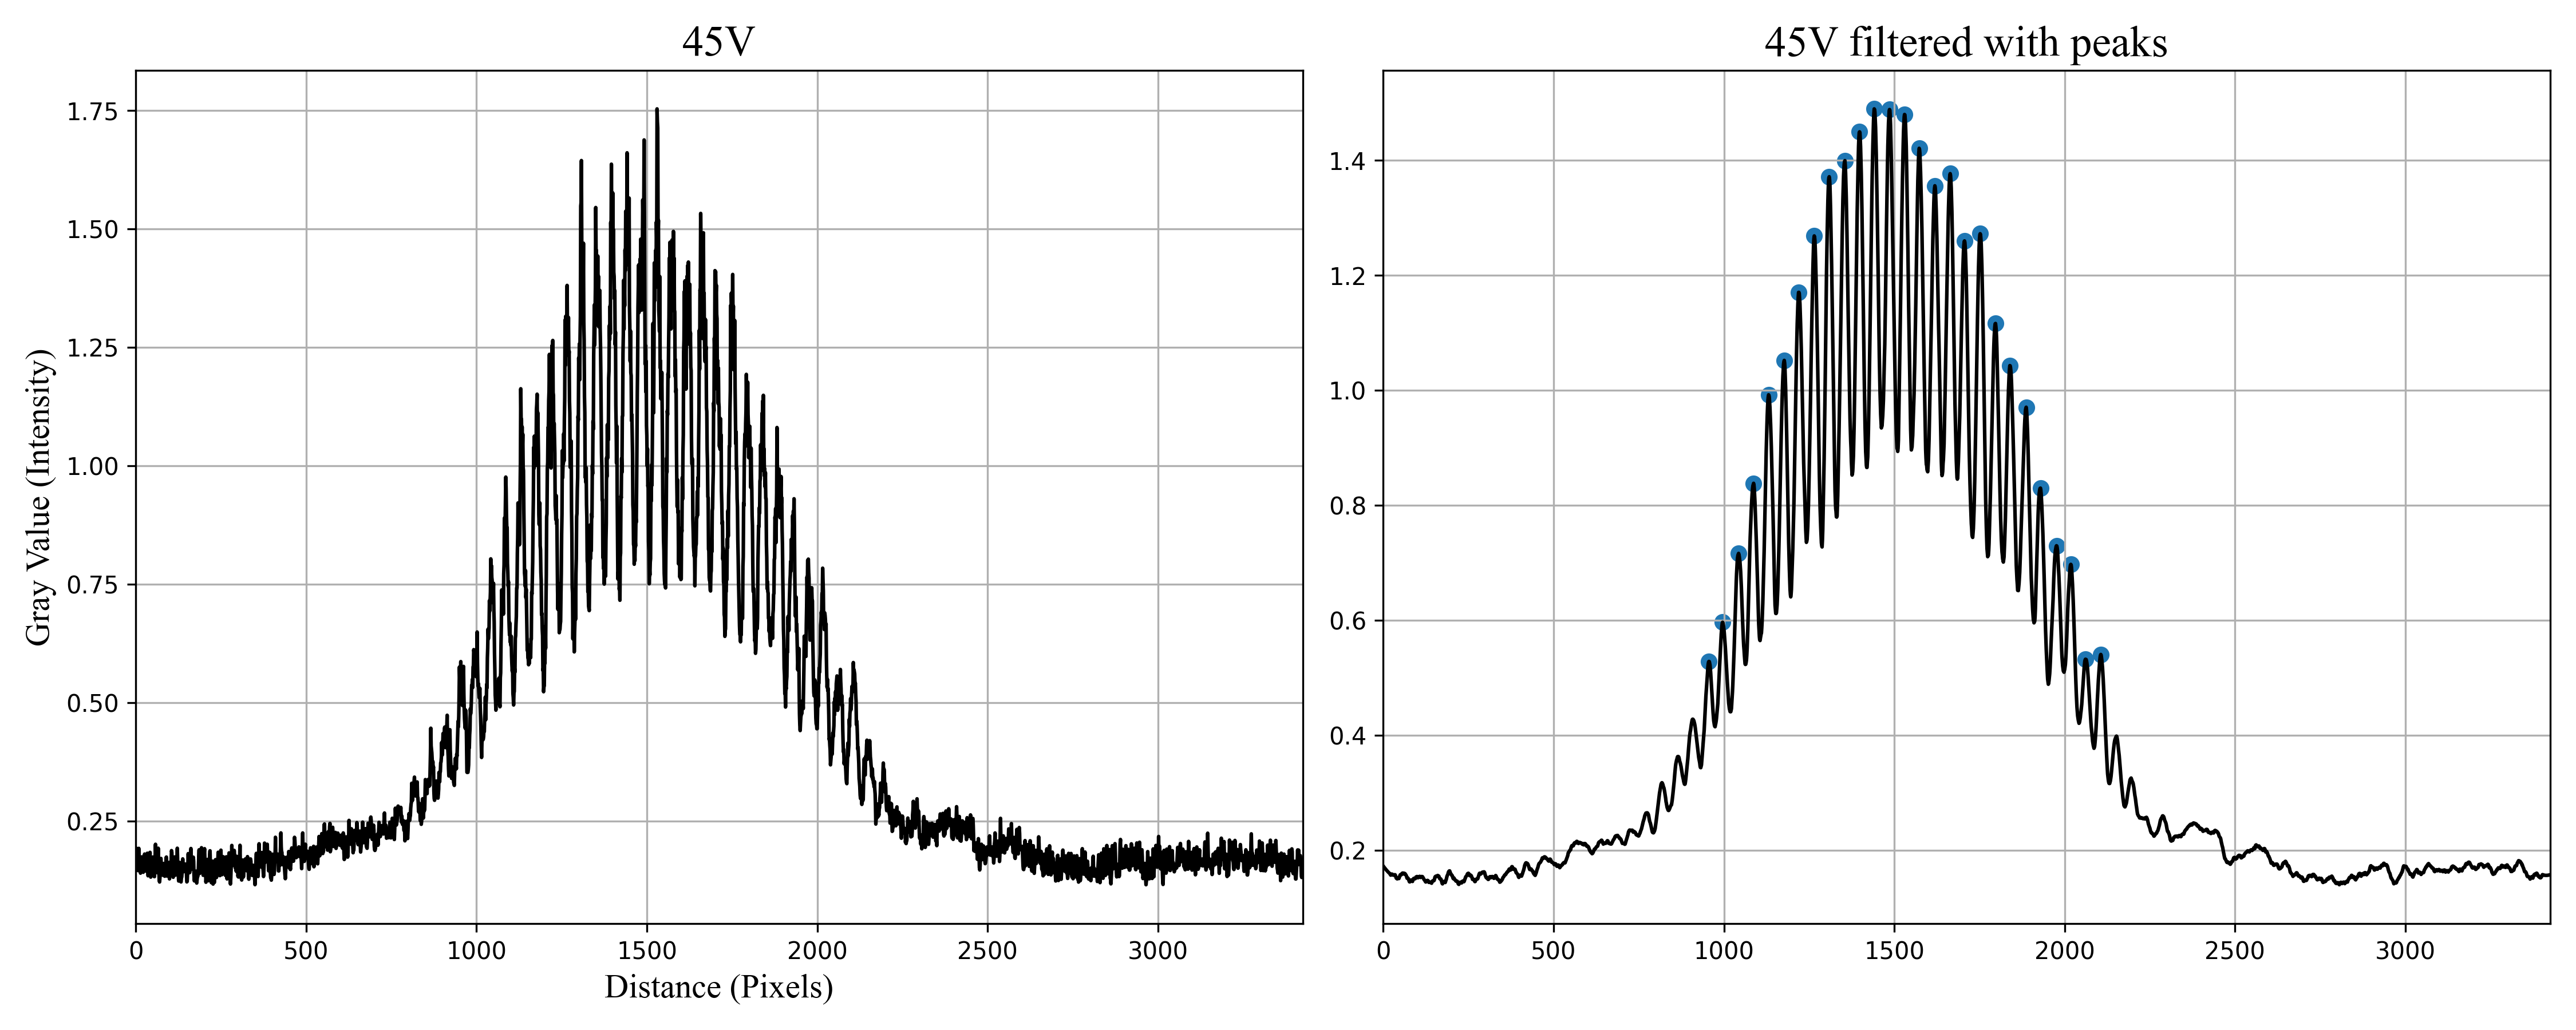 45V
45V filtered with peaks
Gray Value (Intensity)
1.75
1.50
1.25
1.00
0.75
0.50
0.25
0 500 1000 1500 2000 2500 3000
Distance (Pixels)
1.4
1.2
1.0
0.8
0.6
0.4
0.2
0 500 1000 1500 2000 2500 3000